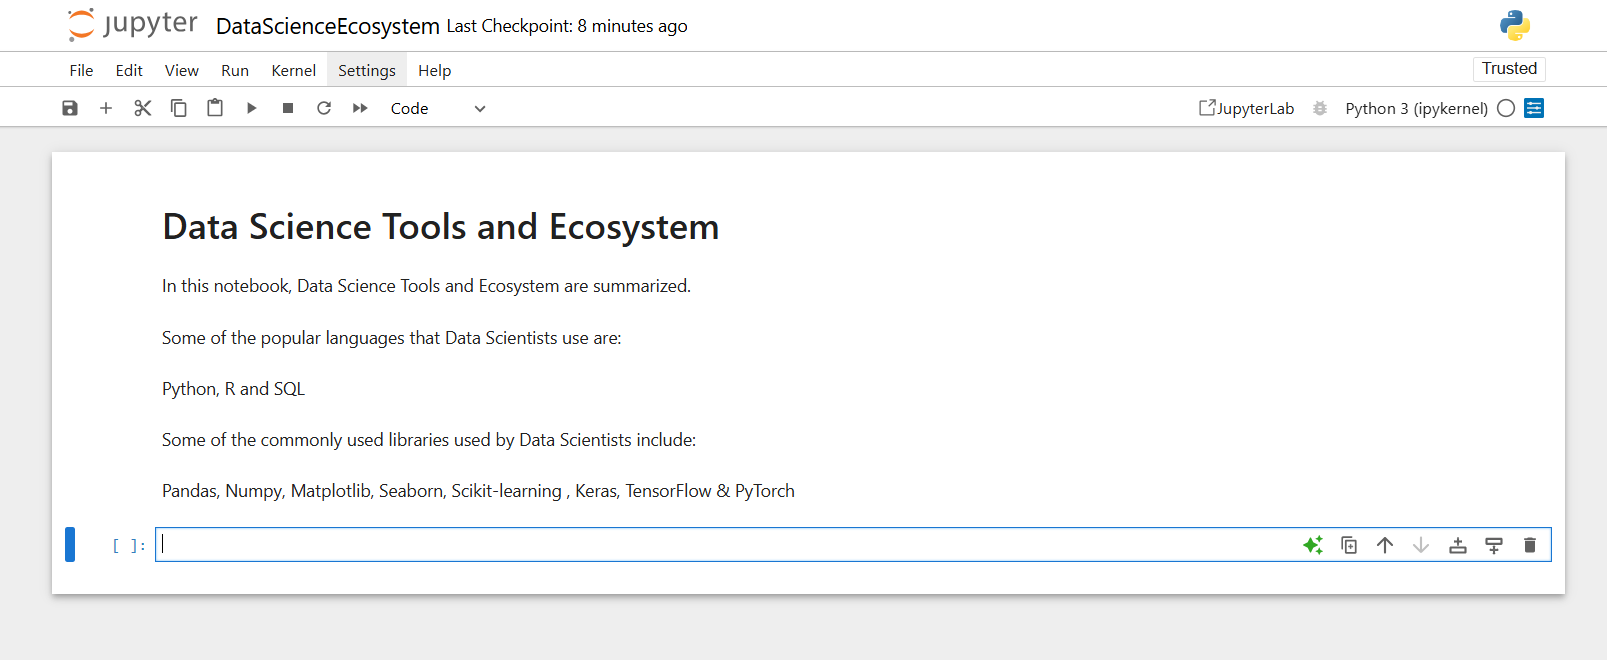 jupyter DataScienceEcosystem Last Checkpoint: 8 minutes ago
File Edit View Run Kernel Settings Help Trusted
Code JupyterLab Python 3 (ipykernel)
Data Science Tools and Ecosystem
In this notebook, Data Science Tools and Ecosystem are summarized.
Some of the popular languages that Data Scientists use are:
Python, R and SQL
Some of the commonly used libraries used by Data Scientists include:
Pandas, Numpy, Matplotlib, Seaborn, Scikit-learning , Keras, TensorFlow & PyTorch
[ ]: